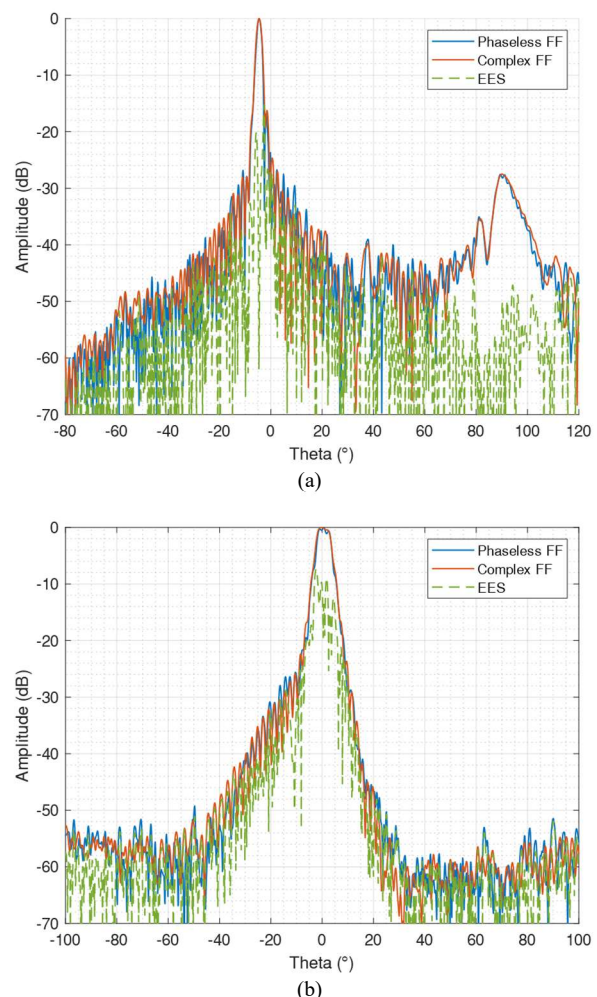 0
-10
-20
-30
-40
-50
-60
-70
Amplitude (dB)
Phaseless FF
Complex FF
EES
-80 -60 -40 -20 0 20 40 60 80 100 120
Theta (°)
(a)
0
-10
-20
-30
-40
-50
-60
-70
Amplitude (dB)
Phaseless FF
Complex FF
EES
-100 -80 -60 -40 -20 0 20 40 60 80 100
Theta (°)
(b)